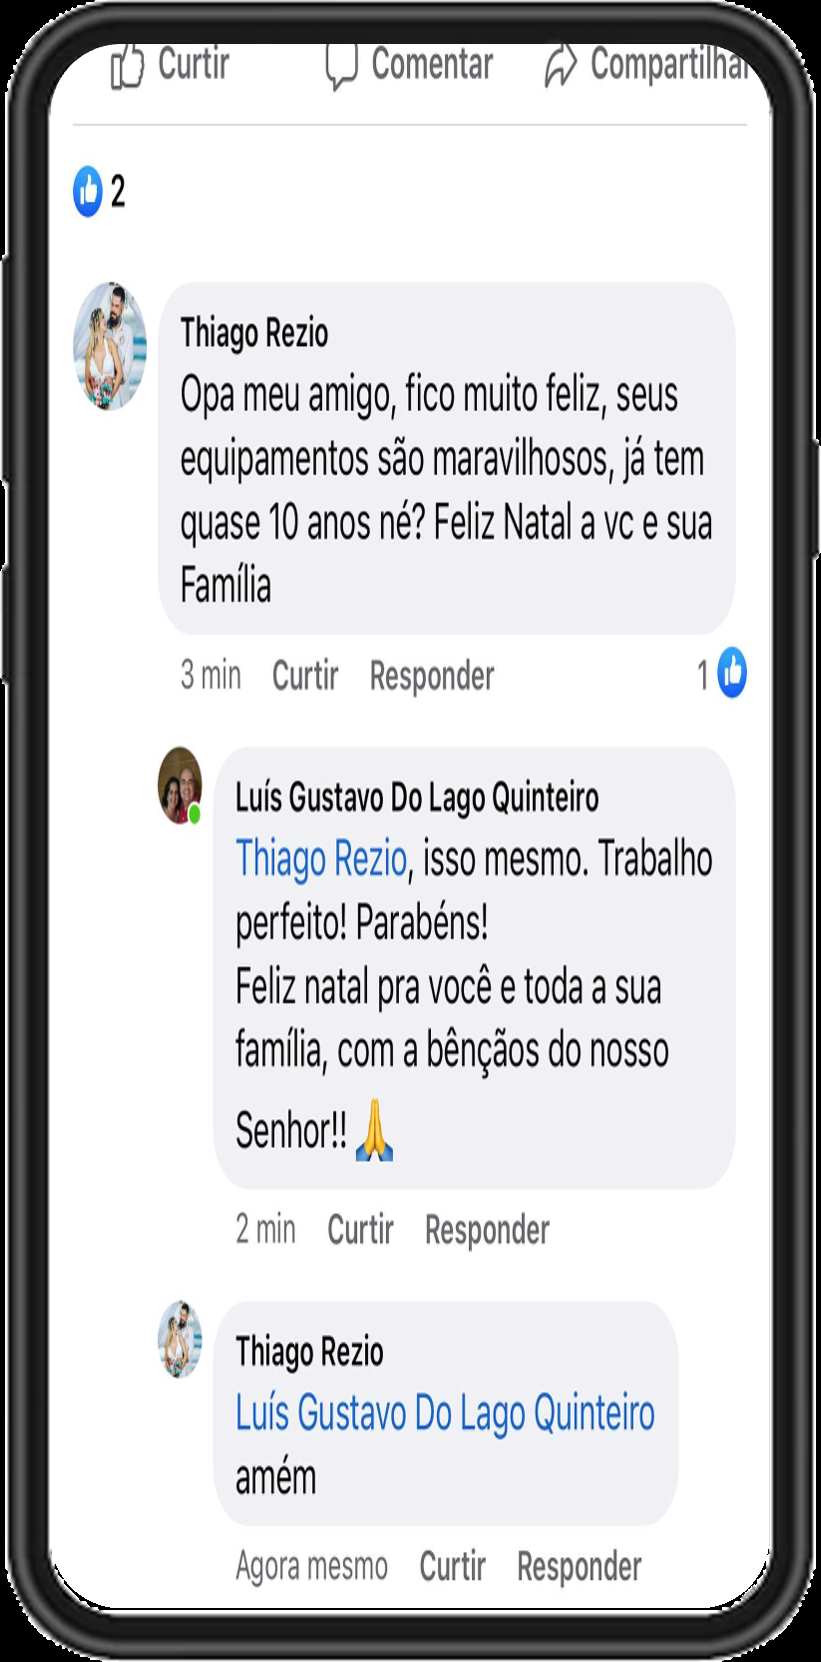 Curtir Comentar Compartilhar
2
Thiago Rezio
Opa meu amigo, fico muito feliz, seus
equipamentos são maravilhosos, já tem
quase 10 anos né? Feliz Natal a vc e sua
Família
3 min Curtir Responder 1
Luís Gustavo Do Lago Quinteiro
Thiago Rezio, isso mesmo. Trabalho
perfeito! Parabéns!
Feliz natal pra você e toda a sua
família, com a bênçãos do nosso
Senhor!! 🙏
2 min Curtir Responder
Thiago Rezio
Luís Gustavo Do Lago Quinteiro
amém
Agora mesmo Curtir Responder